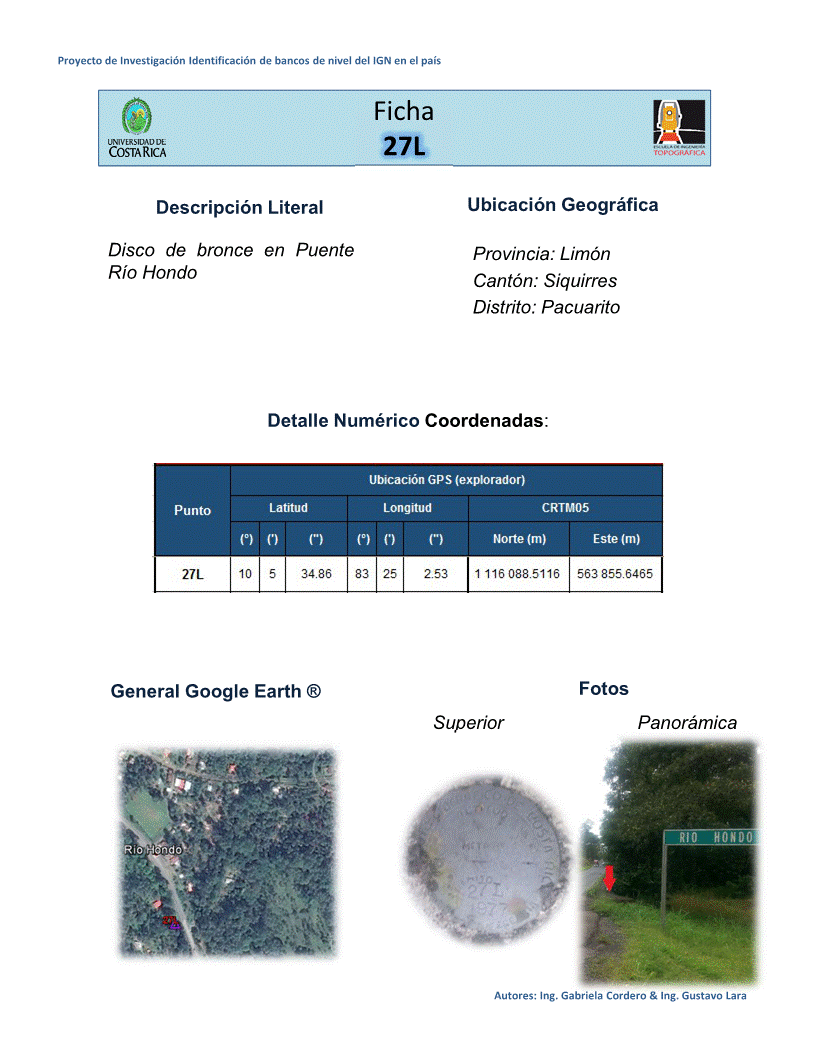 Proyecto de Investigación Identificación de bancos de nivel del IGN en el país
UNIVERSIDAD DE
COSTA RICA
Ficha
27L
ESCUELA DE INGENIERÍA
TOPOGRÁFICA
Descripción Literal
Disco de bronce en Puente
Río Hondo
Ubicación Geográfica
Provincia: Limón
Cantón: Siquirres
Distrito: Pacuarito
Detalle Numérico Coordenadas:
Punto
Ubicación GPS (explorador)
Latitud Longitud CRTM05
(°) (') (") (°) (') (") Norte (m) Este (m)
27L 10 5 34.86 83 25 2.53 1 116 088.5116 563 855.6465
General Google Earth ®
Fotos
Superior Panorámica
Río Hondo
27L
COSTA RIC
27L
1977
RIO HONDO
Autores: Ing. Gabriela Cordero & Ing. Gustavo Lara